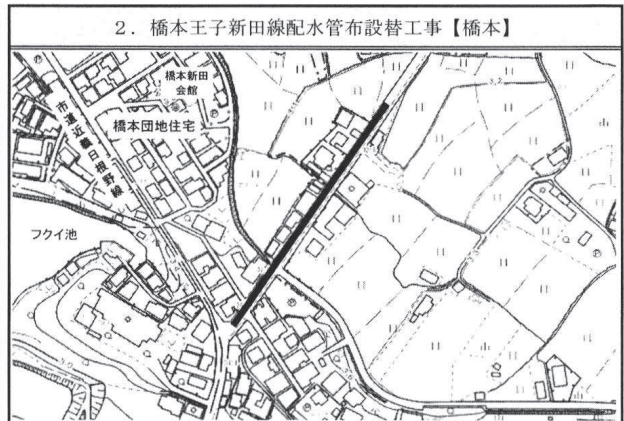 2．橋本王子新田線配水管布設替工事【橋本】
橋本新田
会館
橋本団地住宅
市道近義日根野線
フクイ池